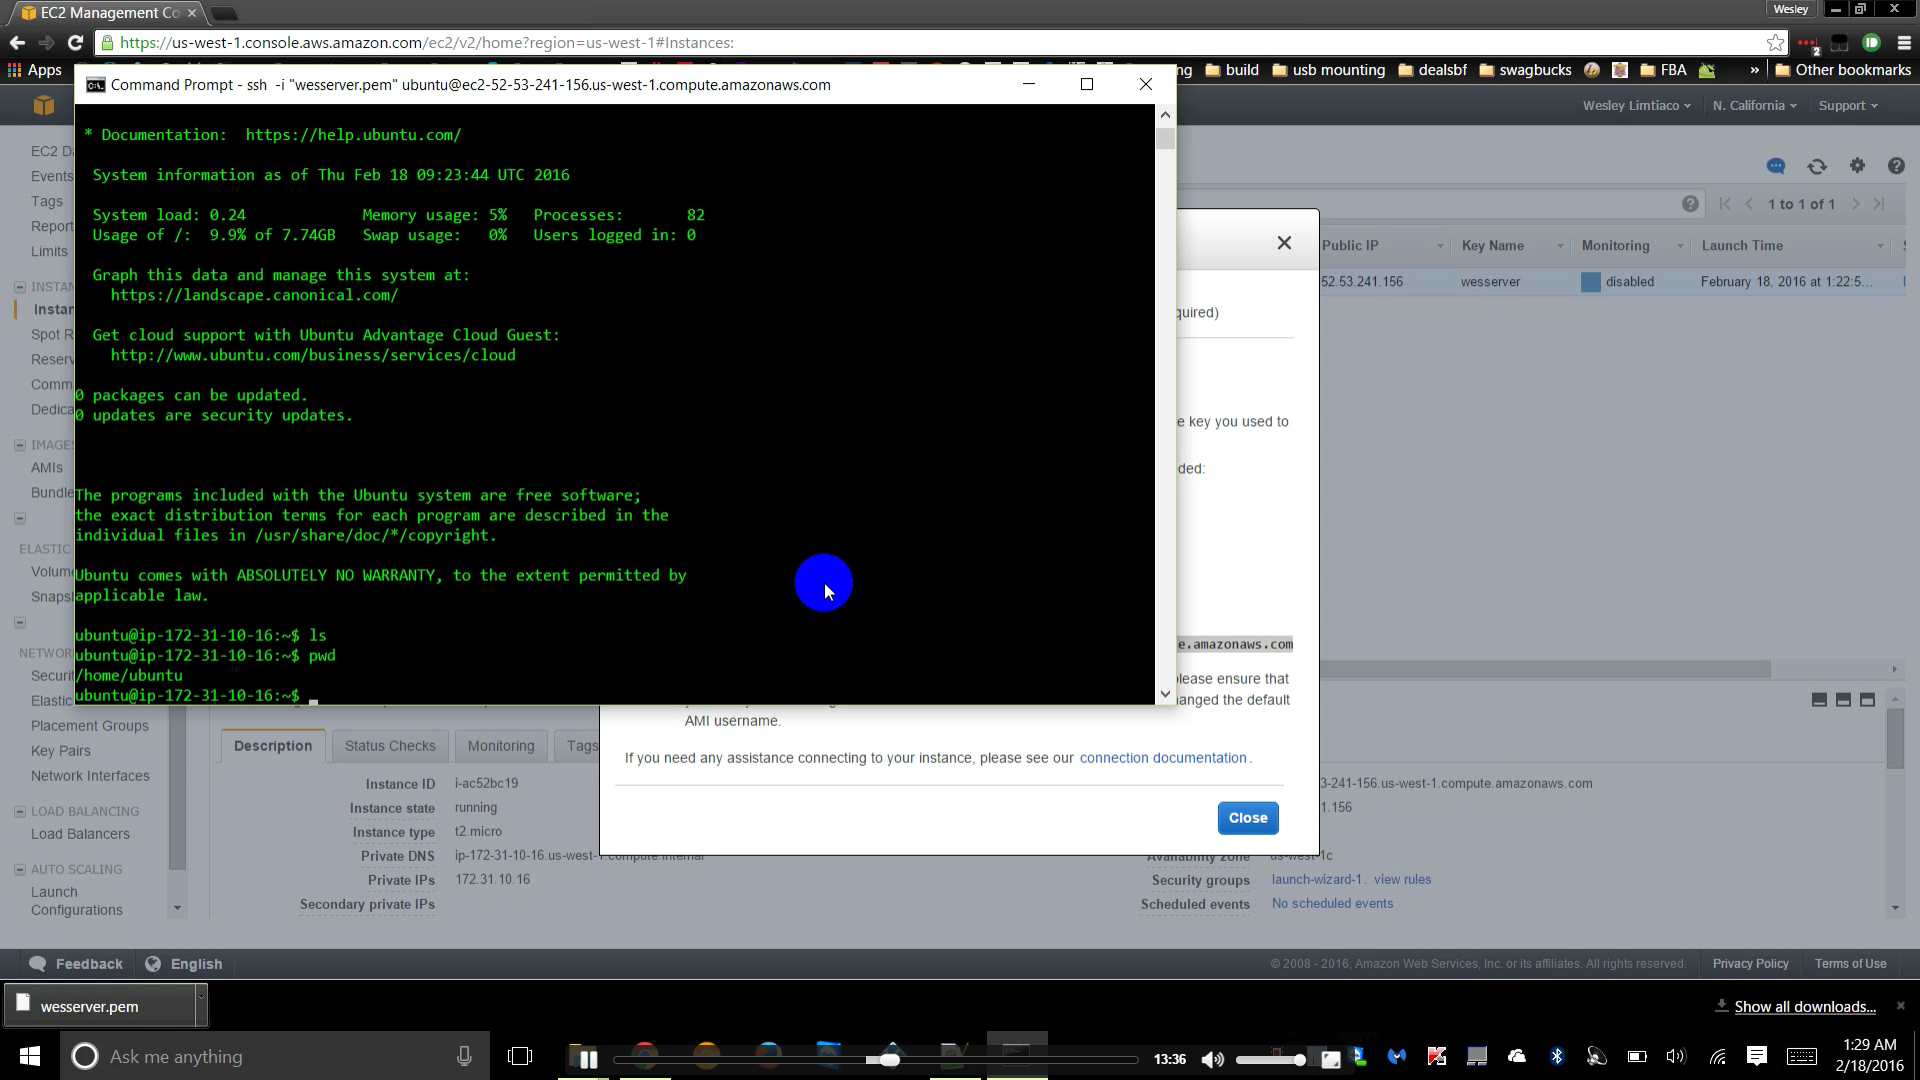 EC2 Management Co
Wesley
https://us-west-1.console.aws.amazon.com/ec2/v2/home?region=us-west-1#Instances:
Apps
build
usb mounting
dealsbf
swagbucks
FBA
»
Other bookmarks
Command Prompt - ssh -i "wesserver.pem" ubuntu@ec2-52-53-241-156.us-west-1.compute.amazonaws.com
Wesley Limtiaco
N. California
Support
* Documentation: https://help.ubuntu.com/
System information as of Thu Feb 18 09:23:44 UTC 2016
System load: 0.24 Memory usage: 5% Processes: 82
Usage of /: 9.9% of 7.74GB Swap usage: 0% Users logged in: 0
Graph this data and manage this system at:
https://landscape.canonical.com/
Get cloud support with Ubuntu Advantage Cloud Guest:
http://www.ubuntu.com/business/services/cloud
0 packages can be updated.
0 updates are security updates.
The programs included with the Ubuntu system are free software;
the exact distribution terms for each program are described in the
individual files in /usr/share/doc/*/copyright.
Ubuntu comes with ABSOLUTELY NO WARRANTY, to the extent permitted by
applicable law.
ubuntu@ip-172-31-10-16:~$ ls
ubuntu@ip-172-31-10-16:~$ pwd
/home/ubuntu
ubuntu@ip-172-31-10-16:~$
EC2 D
Events
Tags
Report
Limits
INSTAN
Instan
Spot R
Reserv
Comm
Dedica
IMAGE
AMIs
Bundle
ELASTIC
Volum
Snaps
NETWOR
Securi
Elastic
Placement Groups
Key Pairs
Network Interfaces
LOAD BALANCING
Load Balancers
AUTO SCALING
Launch
Configurations
1 to 1 of 1
Public IP
Key Name
Monitoring
Launch Time
52.53.241.156
wesserver
disabled
February 18, 2016 at 1:22:5...
quired)
e key you used to
ded:
e.amazonaws.com
lease ensure that
anged the default
AMI username.
If you need any assistance connecting to your instance, please see our connection documentation.
Close
Description
Status Checks
Monitoring
Tags
Instance ID i-ac52bc19
Instance state running
Instance type t2.micro
Private DNS ip-172-31-10-16.us-west-1.compute.internal
Private IPs 172.31.10.16
Secondary private IPs
3-241-156.us-west-1.compute.amazonaws.com
1.156
Availability zone us-west-1c
Security groups launch-wizard-1. view rules
Scheduled events No scheduled events
Feedback
English
© 2008 - 2016, Amazon Web Services, Inc. or its affiliates. All rights reserved.
Privacy Policy
Terms of Use
wesserver.pem
Show all downloads...
Ask me anything
13:36
1:29 AM
2/18/2016